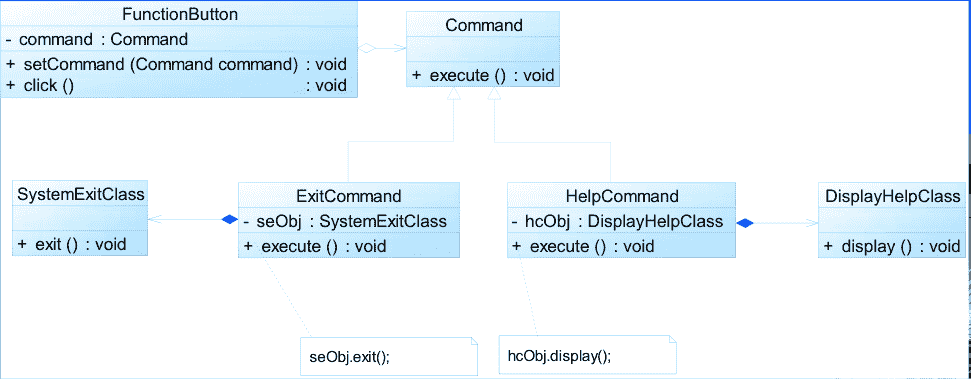 FunctionButton
- command : Command
+ setCommand (Command command) : void
+ click () : void
Command
+ execute () : void
SystemExitClass
+ exit () : void
ExitCommand
- seObj : SystemExitClass
+ execute () : void
HelpCommand
- hcObj : DisplayHelpClass
+ execute () : void
DisplayHelpClass
+ display () : void
seObj.exit();
hcObj.display();